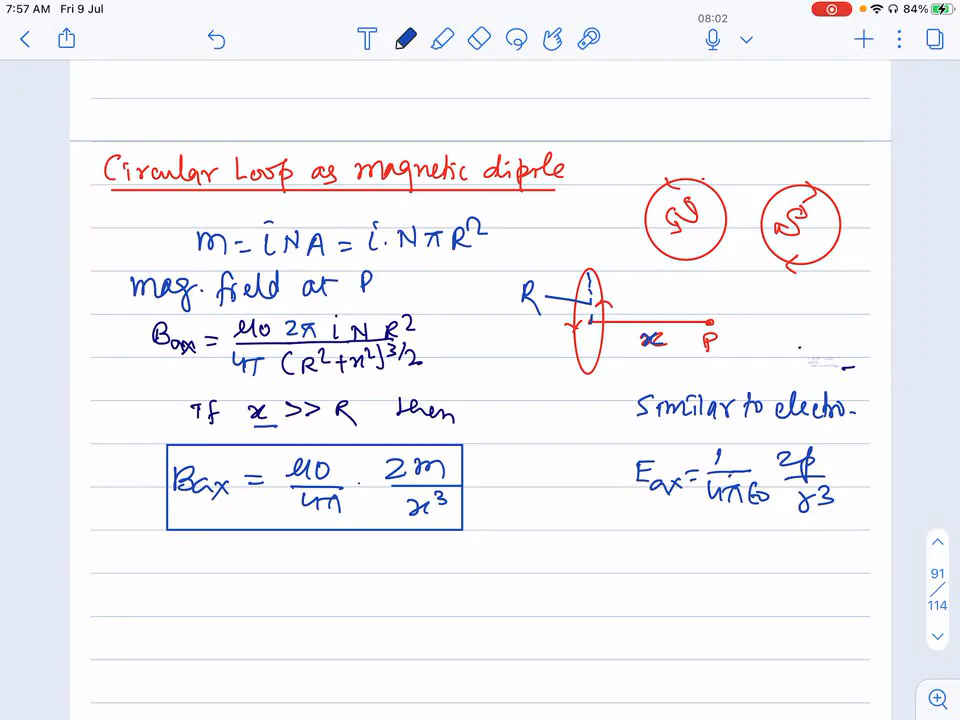 7:57 AM Fri 9 Jul
84%
08:02
T
Circular Loop as magnetic dipole
N
S
m = i N A = i. N π R²
mag. field at P
R
x
P
Bax = μ0 2π i N R² / 4π (R²+x²)^3/2
If x >> R then
Similar to electro.
Bax = μ0/4π . 2m/x³
Eax = 1/4π∈0 2p/r3
91
/
114